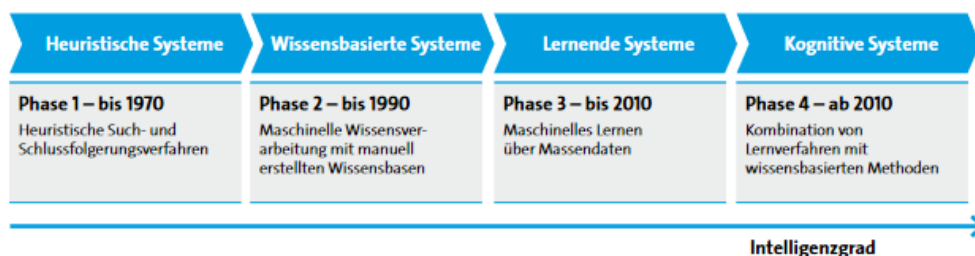 Heuristische Systeme
Wissensbasierte Systeme
Lernende Systeme
Kognitive Systeme
Phase 1 – bis 1970
Heuristische Such- und
Schlussfolgerungsverfahren
Phase 2 – bis 1990
Maschinelle Wissensver-
arbeitung mit manuell
erstellten Wissensbasen
Phase 3 – bis 2010
Maschinelles Lernen
über Massendaten
Phase 4 – ab 2010
Kombination von
Lernverfahren mit
wissensbasierten Methoden
Intelligenzgrad